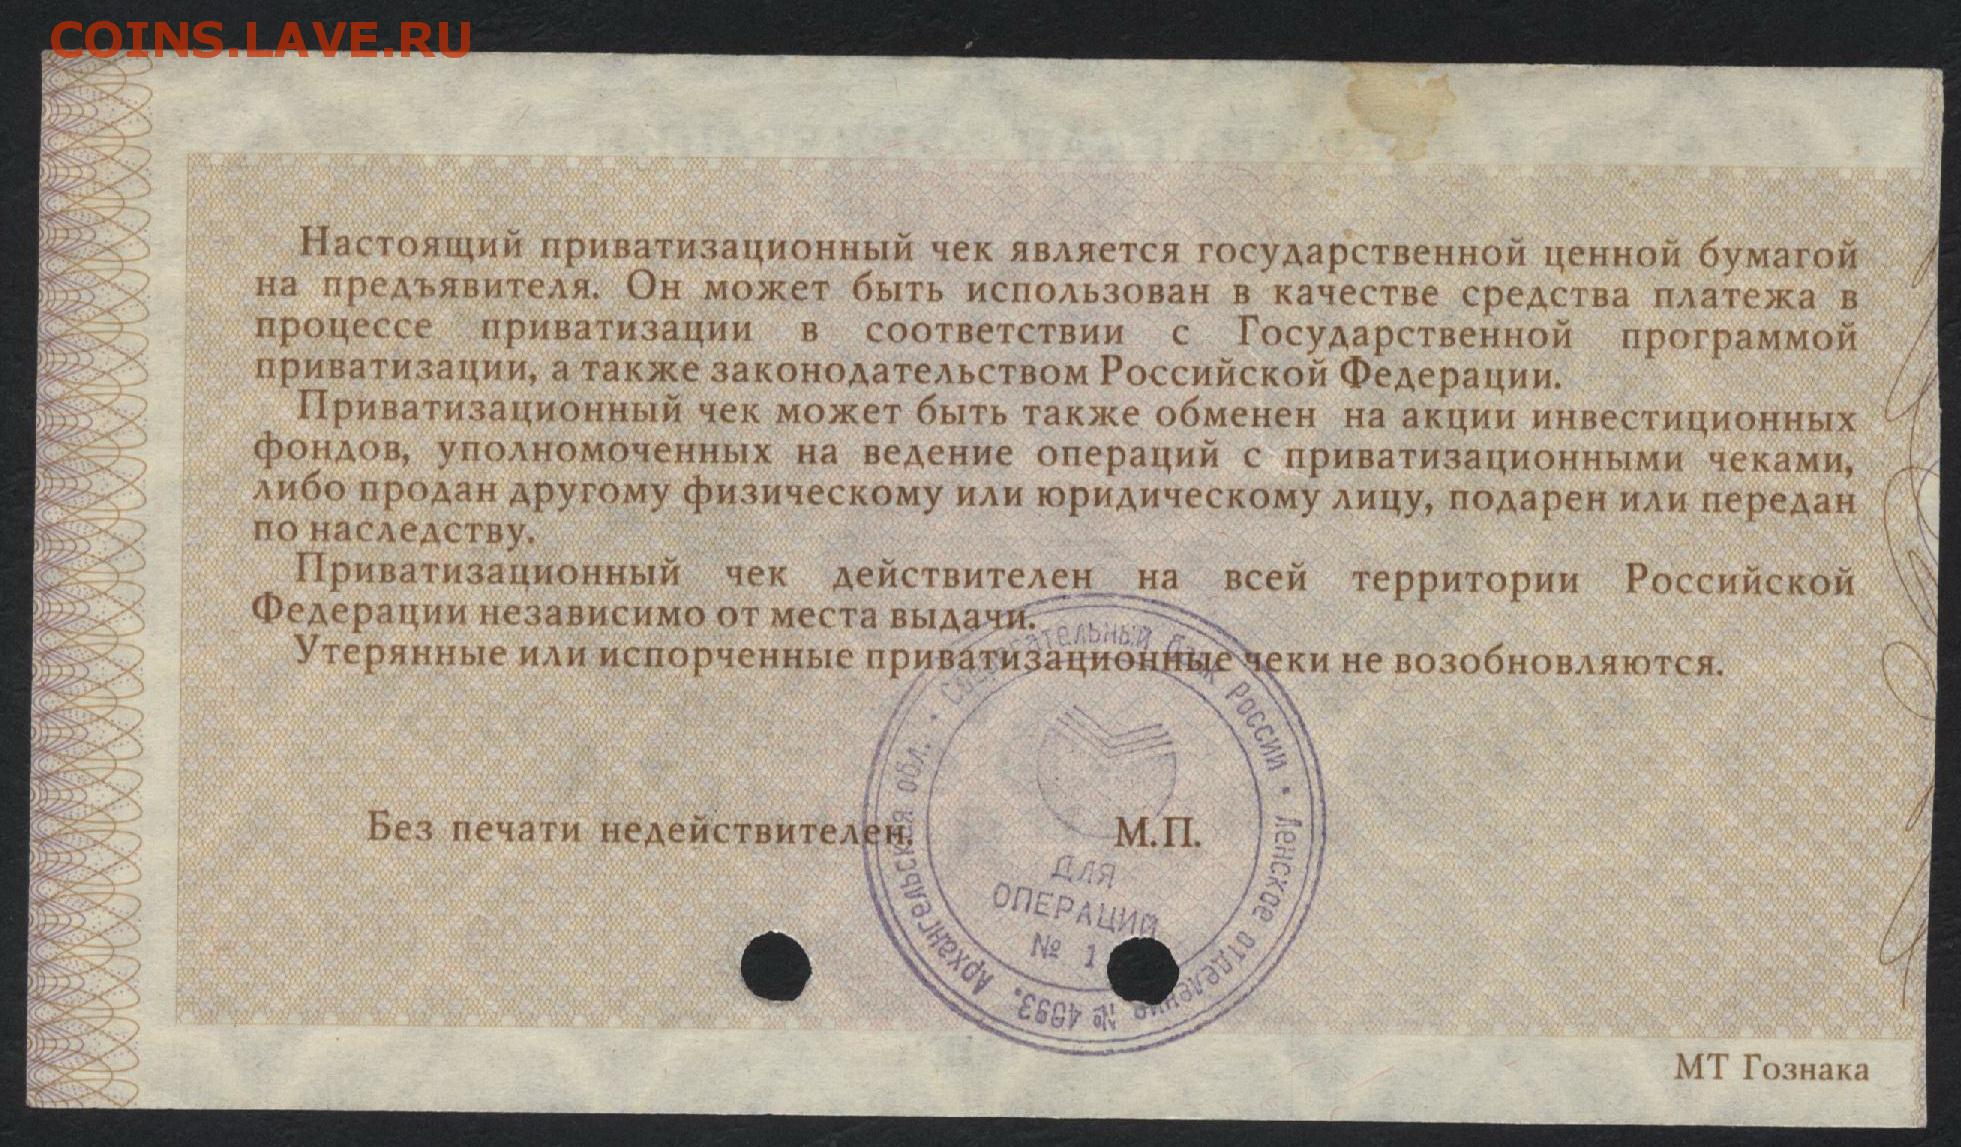 COINS.LAVE.RU
Настоящий приватизационный чек является государственной ценной бумагой
на предъявителя. Он может быть использован в качестве средства платежа в
процессе приватизации в соответствии с Государственной программой
приватизации, а также законодательством Российской Федерации.
Приватизационный чек может быть также обменен на акции инвестиционных
фондов, уполномоченных на ведение операций с приватизационными чеками,
либо продан другому физическому или юридическому лицу, подарен или передан
по наследству.
Приватизационный чек действителен на всей территории Российской
Федерации независимо от места выдачи.
Утерянные или испорченные приватизационные чеки не возобновляются.
Без печати недействителен. М.П.
Сберегательный банк России • Ленское отделение № 4093. Архангельская обл. •
ДЛЯ
ОПЕРАЦИЙ
№ 1
МТ Гознака